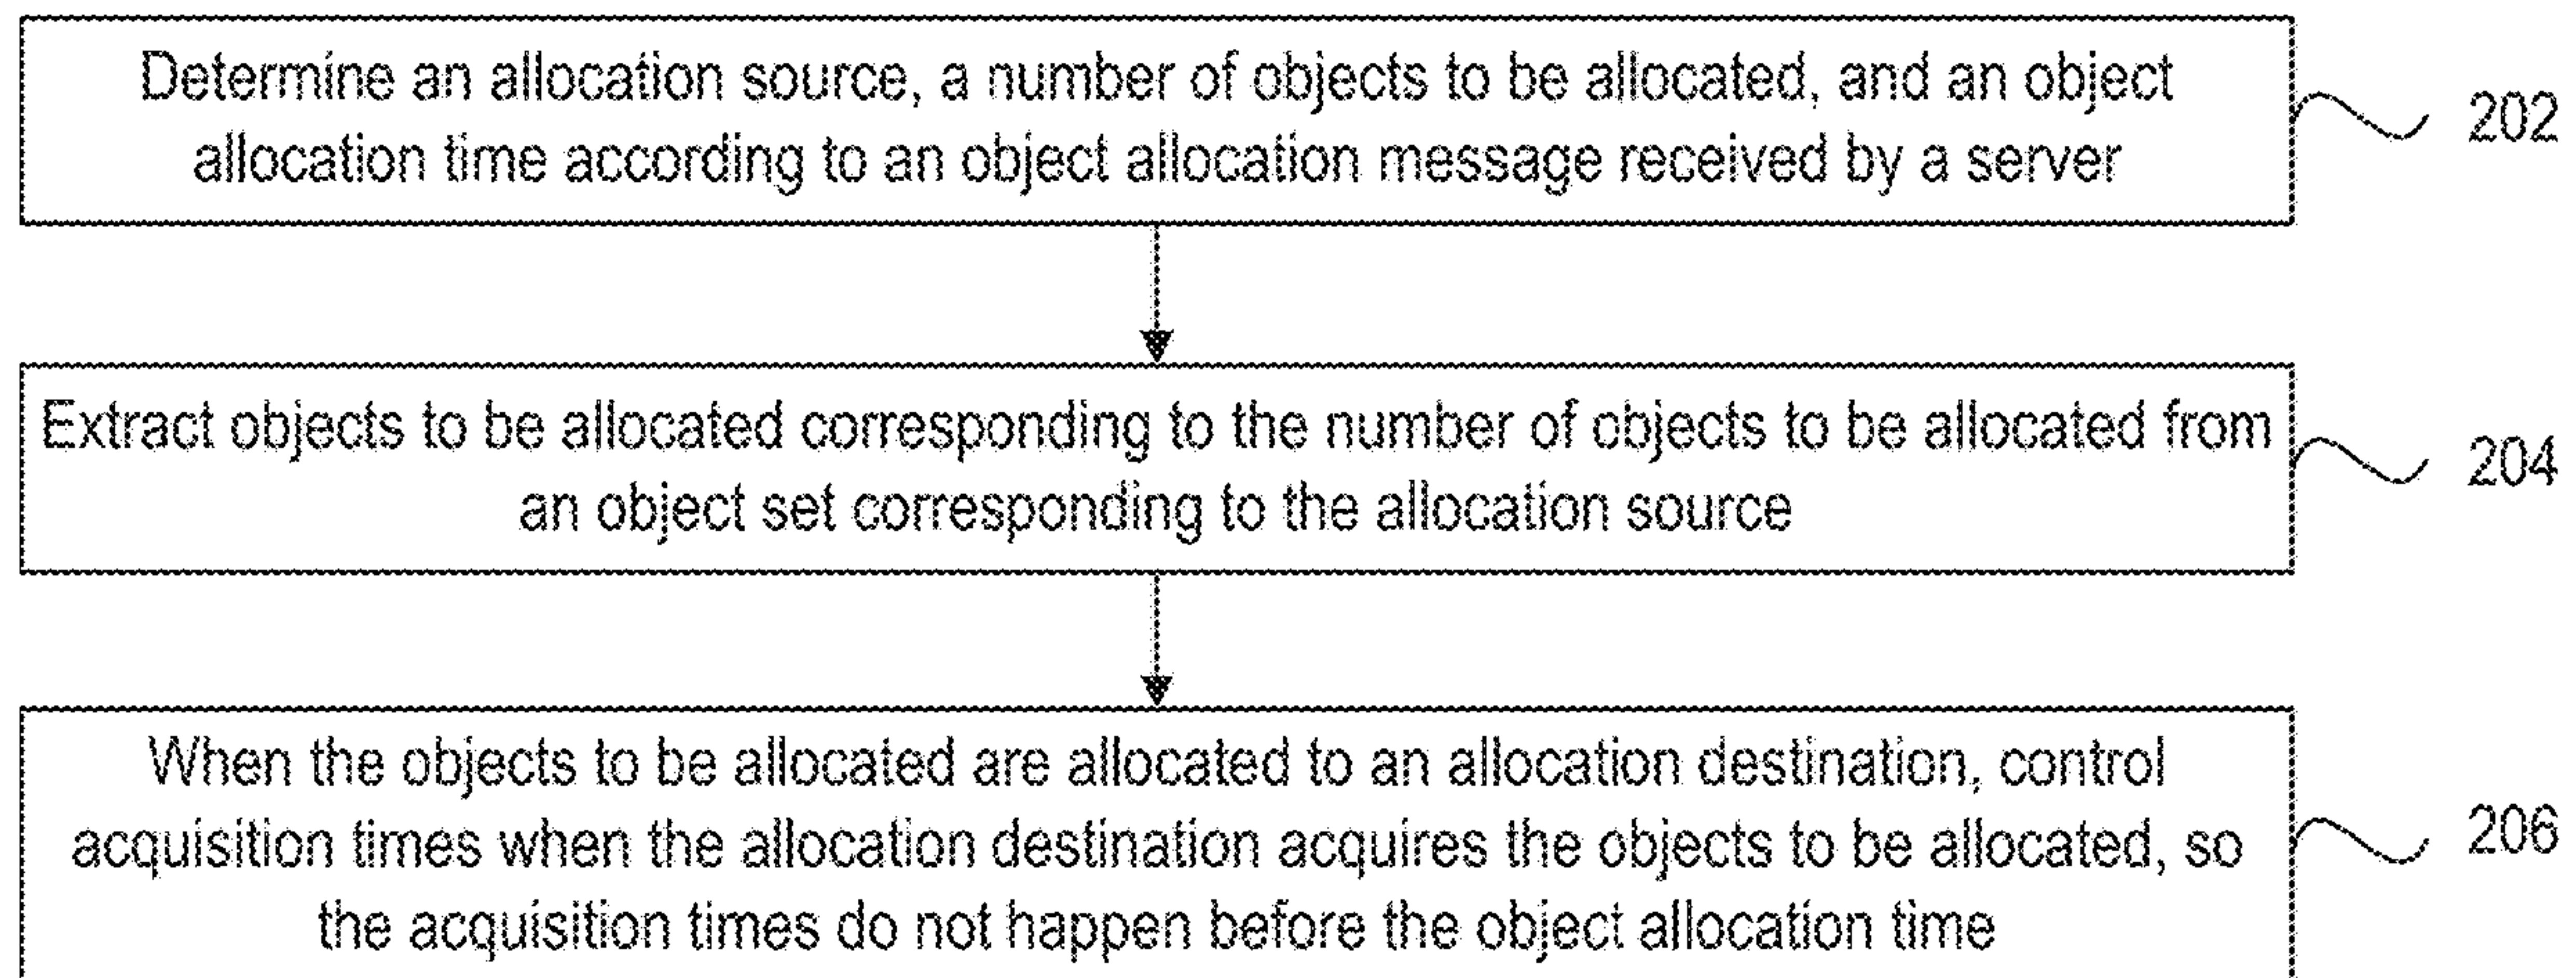 Determine an allocation source, a number of objects to be allocated, and an object
allocation time according to an object allocation message received by a server
202
Extract objects to be allocated corresponding to the number of objects to be allocated from
an object set corresponding to the allocation source
204
When the objects to be allocated are allocated to an allocation destination, control
acquisition times when the allocation destination acquires the objects to be allocated, so
the acquisition times do not happen before the object allocation time
206